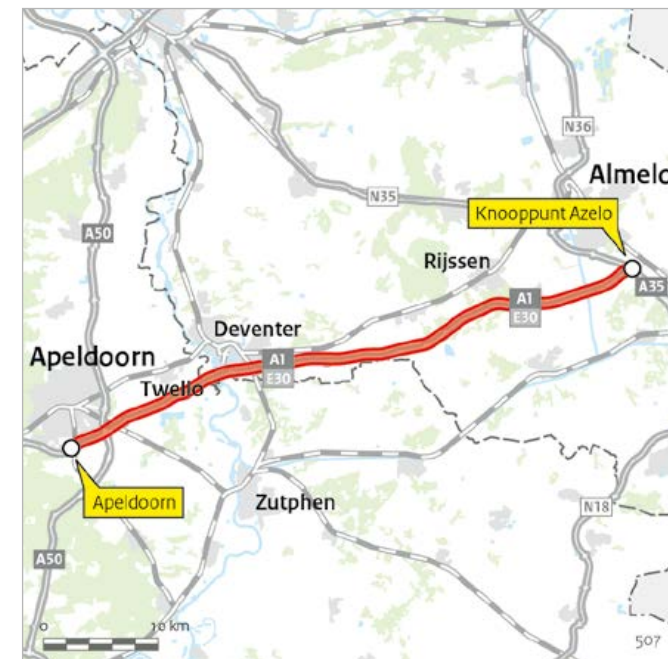 N36
Almelo
N35
Knooppunt Azelo
A50
Rijssen
A1
E30
A35
Deventer
A1
E30
Apeldoorn
Twello
Apeldoorn
Zutphen
N18
A50
0
10 km
507